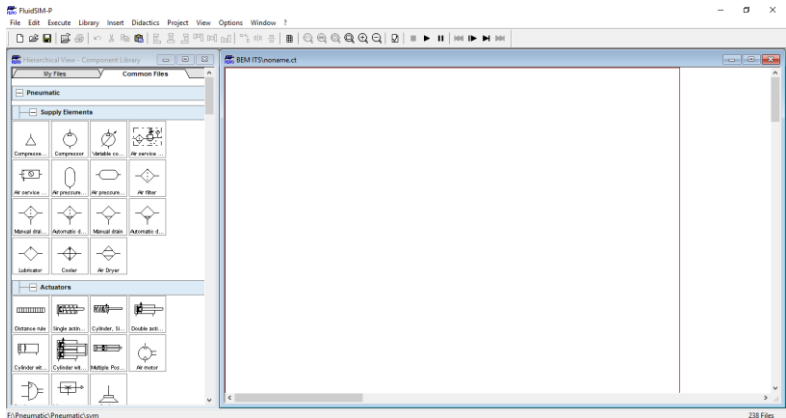 FluidSIM-P
File Edit Execute Library Insert Didactics Project View Options Window ?
Hierarchical View - Component Library
BEM ITS\noname.ct
My Files Common Files
Pneumatic
Supply Elements
Compresse... Compressor Variable co... Air service ...
Air service ... Air pressure... Air pressure... Air filter
Manual drai... Automatic d... Manual drain Automatic d...
Lubricator Cooler Air Dryer
Actuators
Distance rule Single actin... Cylinder, Si... Double acti...
Cylinder wit... Cylinder wit... Multiple Pos... Air motor
F:\Pneumatic\Pneumatic\sym 238 Files